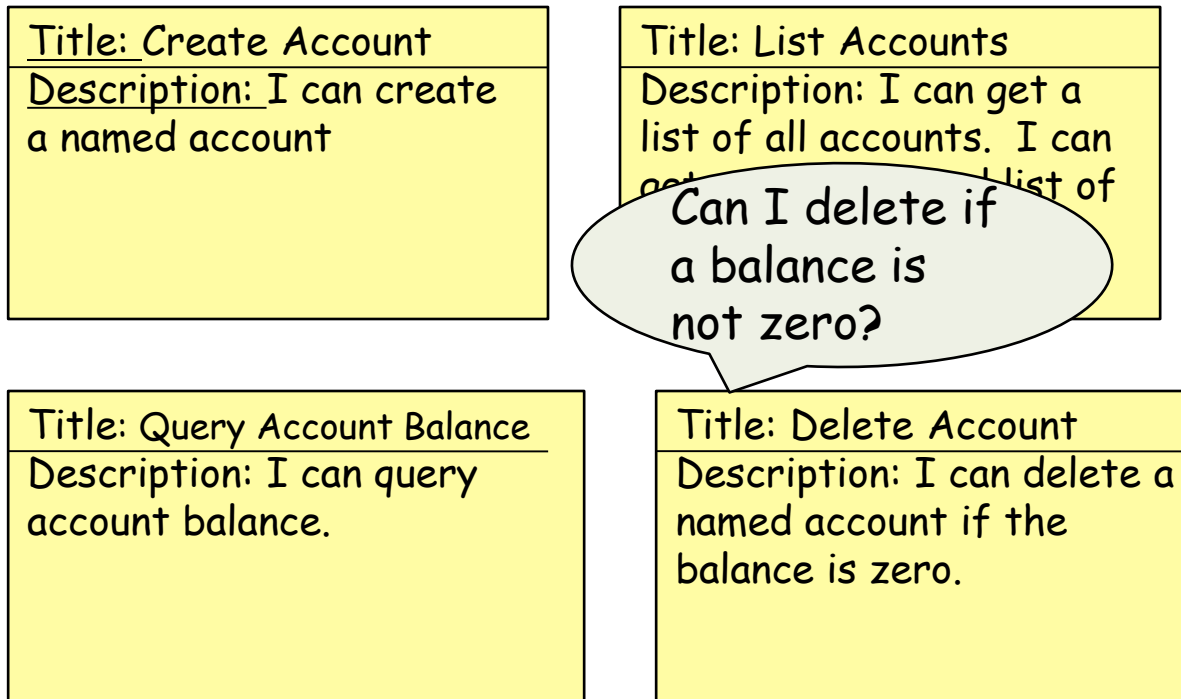 Title: Create Account
Description: I can create
a named account
Title: List Accounts
Description: I can get a
list of all accounts. I can
list of
Can I delete if
a balance is
not zero?
Title: Query Account Balance
Description: I can query
account balance.
Title: Delete Account
Description: I can delete a
named account if the
balance is zero.